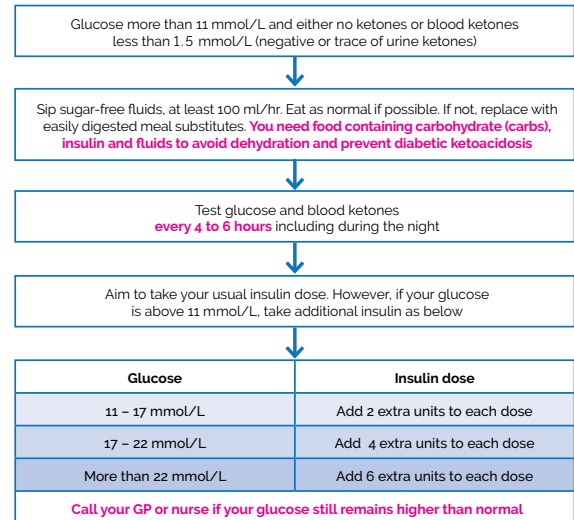 Glucose more than 11 mmol/L and either no ketones or blood ketones
less than 1.5 mmol/L (negative or trace of urine ketones)
Sip sugar-free fluids, at least 100 ml/hr. Eat as normal if possible. If not, replace with
easily digested meal substitutes. You need food containing carbohydrate (carbs),
insulin and fluids to avoid dehydration and prevent diabetic ketoacidosis
Test glucose and blood ketones
every 4 to 6 hours including during the night
Aim to take your usual insulin dose. However, if your glucose
is above 11 mmol/L, take additional insulin as below
Glucose Insulin dose
11 – 17 mmol/L Add 2 extra units to each dose
17 – 22 mmol/L Add 4 extra units to each dose
More than 22 mmol/L Add 6 extra units to each dose
Call your GP or nurse if your glucose still remains higher than normal